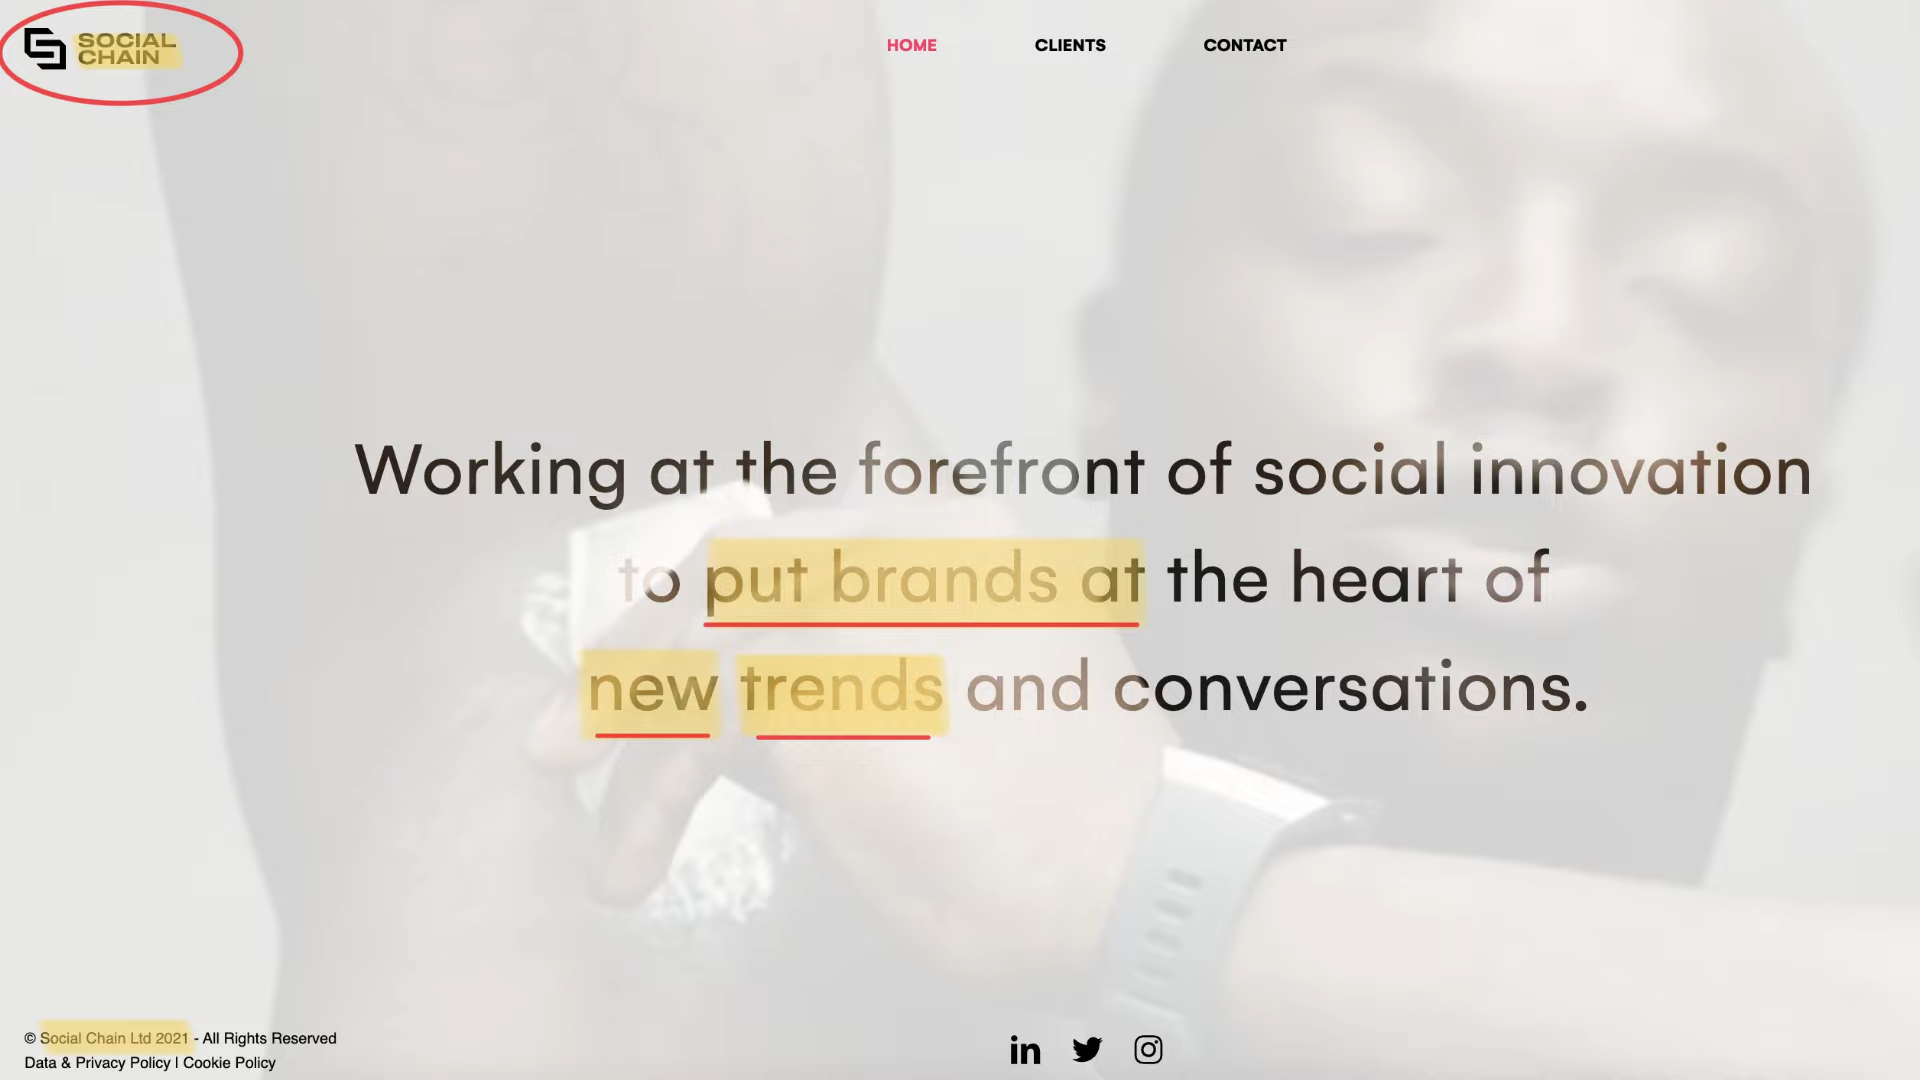 SOCIAL
CHAIN
HOME
CLIENTS
CONTACT
Working at the forefront of social innovation
to put brands at the heart of
new trends and conversations.
© Social Chain Ltd 2021 - All Rights Reserved
Data & Privacy Policy I Cookie Policy
in